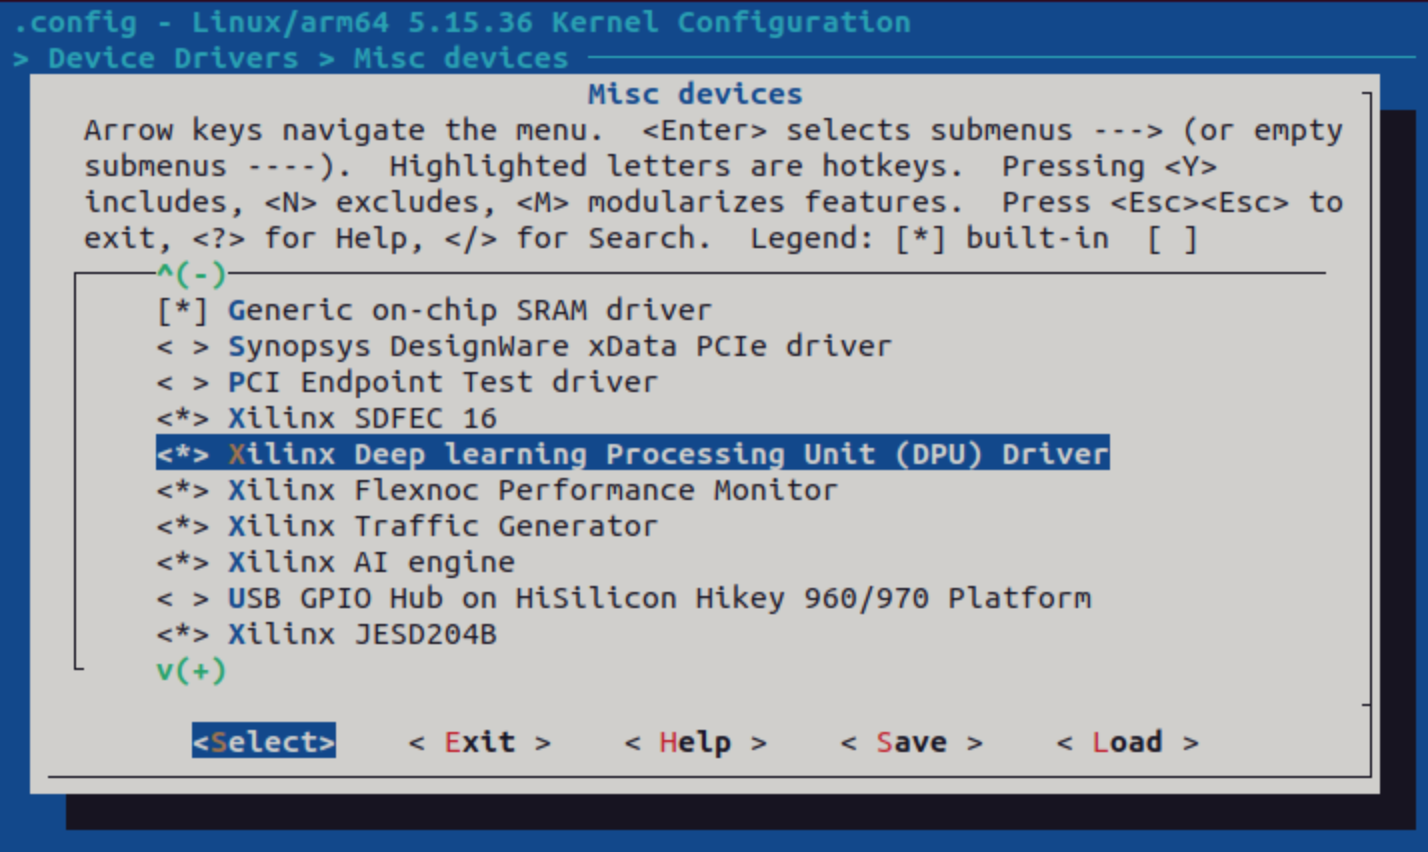 .config - Linux/arm64 5.15.36 Kernel Configuration
> Device Drivers > Misc devices
Misc devices
Arrow keys navigate the menu.  <Enter> selects submenus ---> (or empty
submenus ----).  Highlighted letters are hotkeys.  Pressing <Y>
includes, <N> excludes, <M> modularizes features.  Press <Esc><Esc> to
exit, <?> for Help, </> for Search.  Legend: [*] built-in  [ ]
^(-)
[*] Generic on-chip SRAM driver
< > Synopsys DesignWare xData PCIe driver
< > PCI Endpoint Test driver
<*> Xilinx SDFEC 16
<*> Xilinx Deep learning Processing Unit (DPU) Driver
<*> Xilinx Flexnoc Performance Monitor
<*> Xilinx Traffic Generator
<*> Xilinx AI engine
< > USB GPIO Hub on HiSilicon Hikey 960/970 Platform
<*> Xilinx JESD204B
v(+)
<Select>    < Exit >    < Help >    < Save >    < Load >